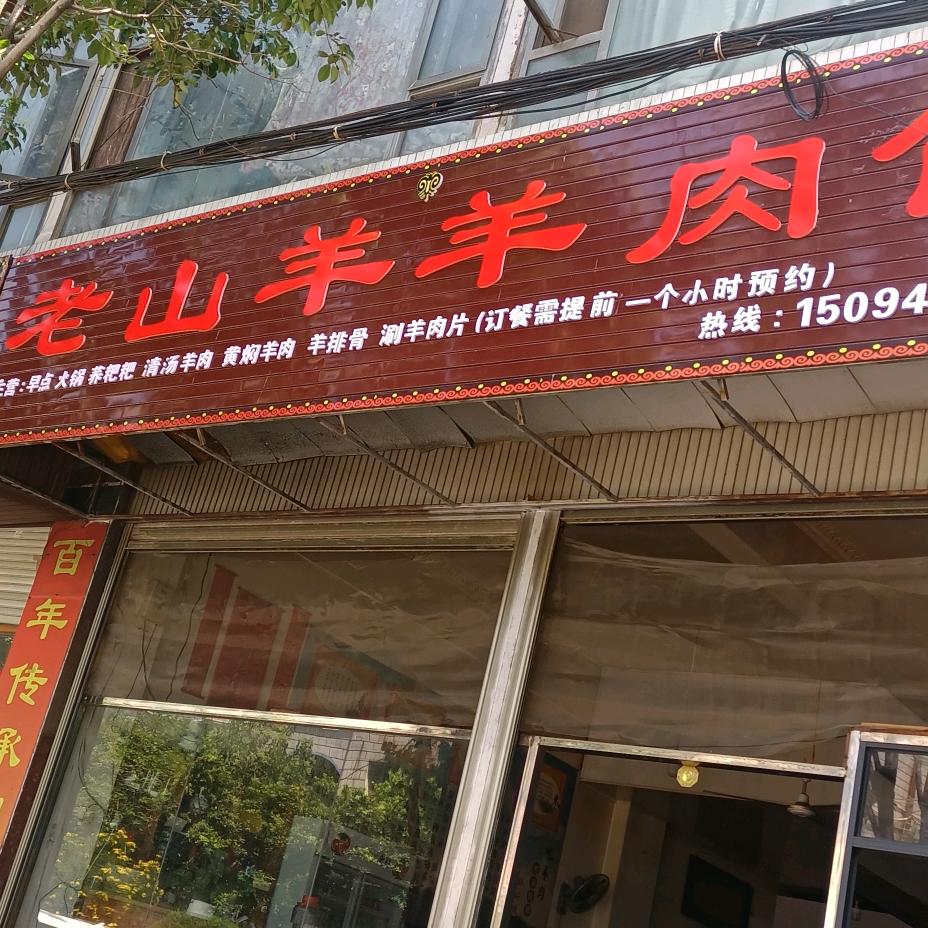 老山羊羊肉
主营:早点 火锅 荞粑粑 清汤羊肉 黄焖羊肉 羊排骨 涮羊肉片(订餐需提前一个小时预约)
热线:15094
百年传承